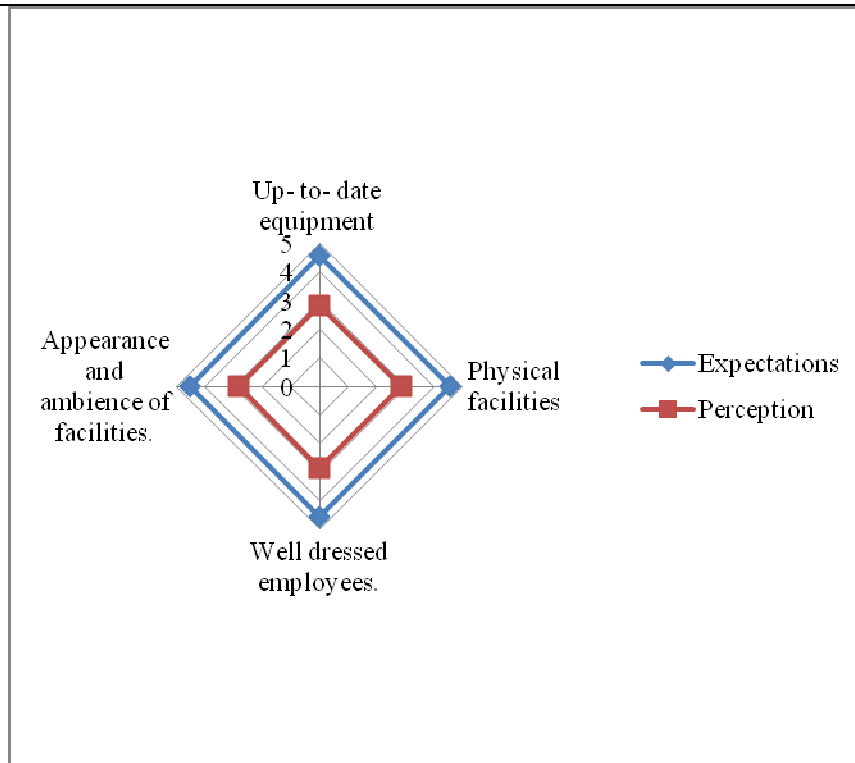 Up- to- date
equipment
5
4
3
2
1
0
Appearance
and
ambience of
facilities.
Physical
facilities
Well dressed
employees.
Expectations
Perception